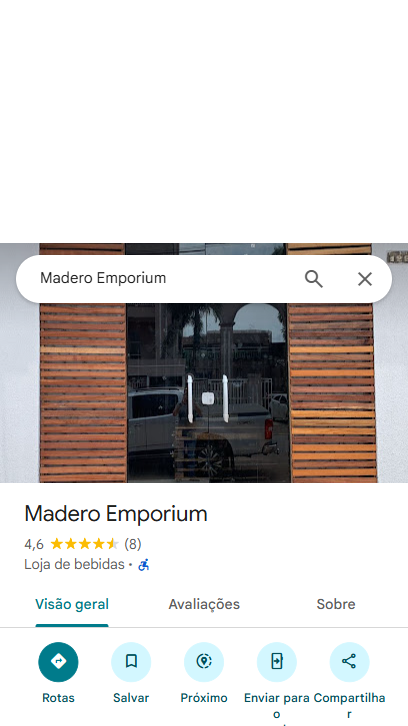 Madero Emporium
Madero Emporium
4,6 (8)
Loja de bebidas ·
Visão geral Avaliações Sobre
Rotas Salvar Próximo Enviar para o Compartilhar